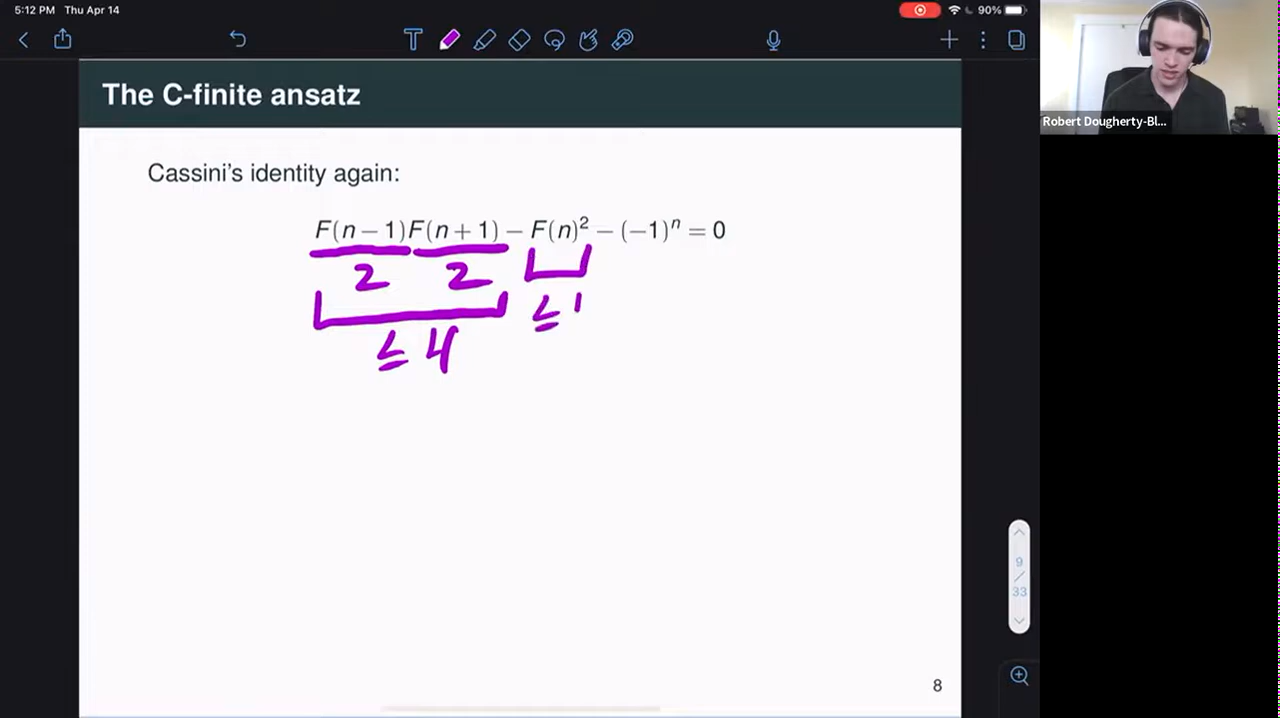 5:12 PM Thu Apr 14
90%
The C-finite ansatz
Robert Dougherty-Bl...
Cassini's identity again:
F(n − 1)F(n + 1) − F(n)² − (−1)ⁿ = 0
2 2
≤ 1
≤ 4
9
/
33
8